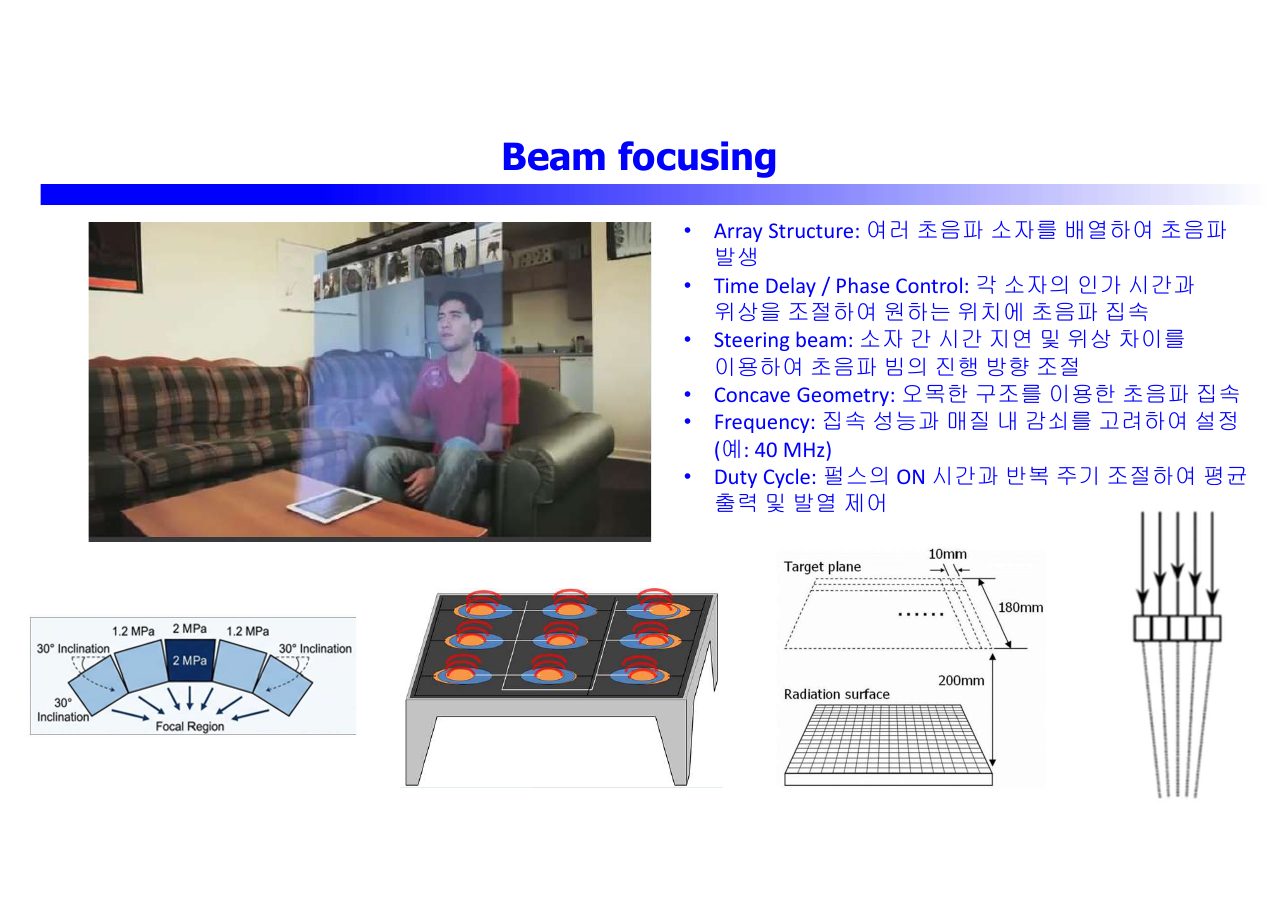 Beam focusing
• Array Structure: 여러 초음파 소자를 배열하여 초음파
발생
• Time Delay / Phase Control: 각 소자의 인가 시간과
위상을 조절하여 원하는 위치에 초음파 집속
• Steering beam: 소자 간 시간 지연 및 위상 차이를
이용하여 초음파 빔의 진행 방향 조절
• Concave Geometry: 오목한 구조를 이용한 초음파 집속
• Frequency: 집속 성능과 매질 내 감쇠를 고려하여 설정
(예: 40 MHz)
• Duty Cycle: 펄스의 ON 시간과 반복 주기 조절하여 평균
출력 및 발열 제어
1.2 MPa 2 MPa 1.2 MPa
30° Inclination 30° Inclination
2 MPa
30°
Inclination
Focal Region
10mm
Target plane
......
180mm
200mm
Radiation surface